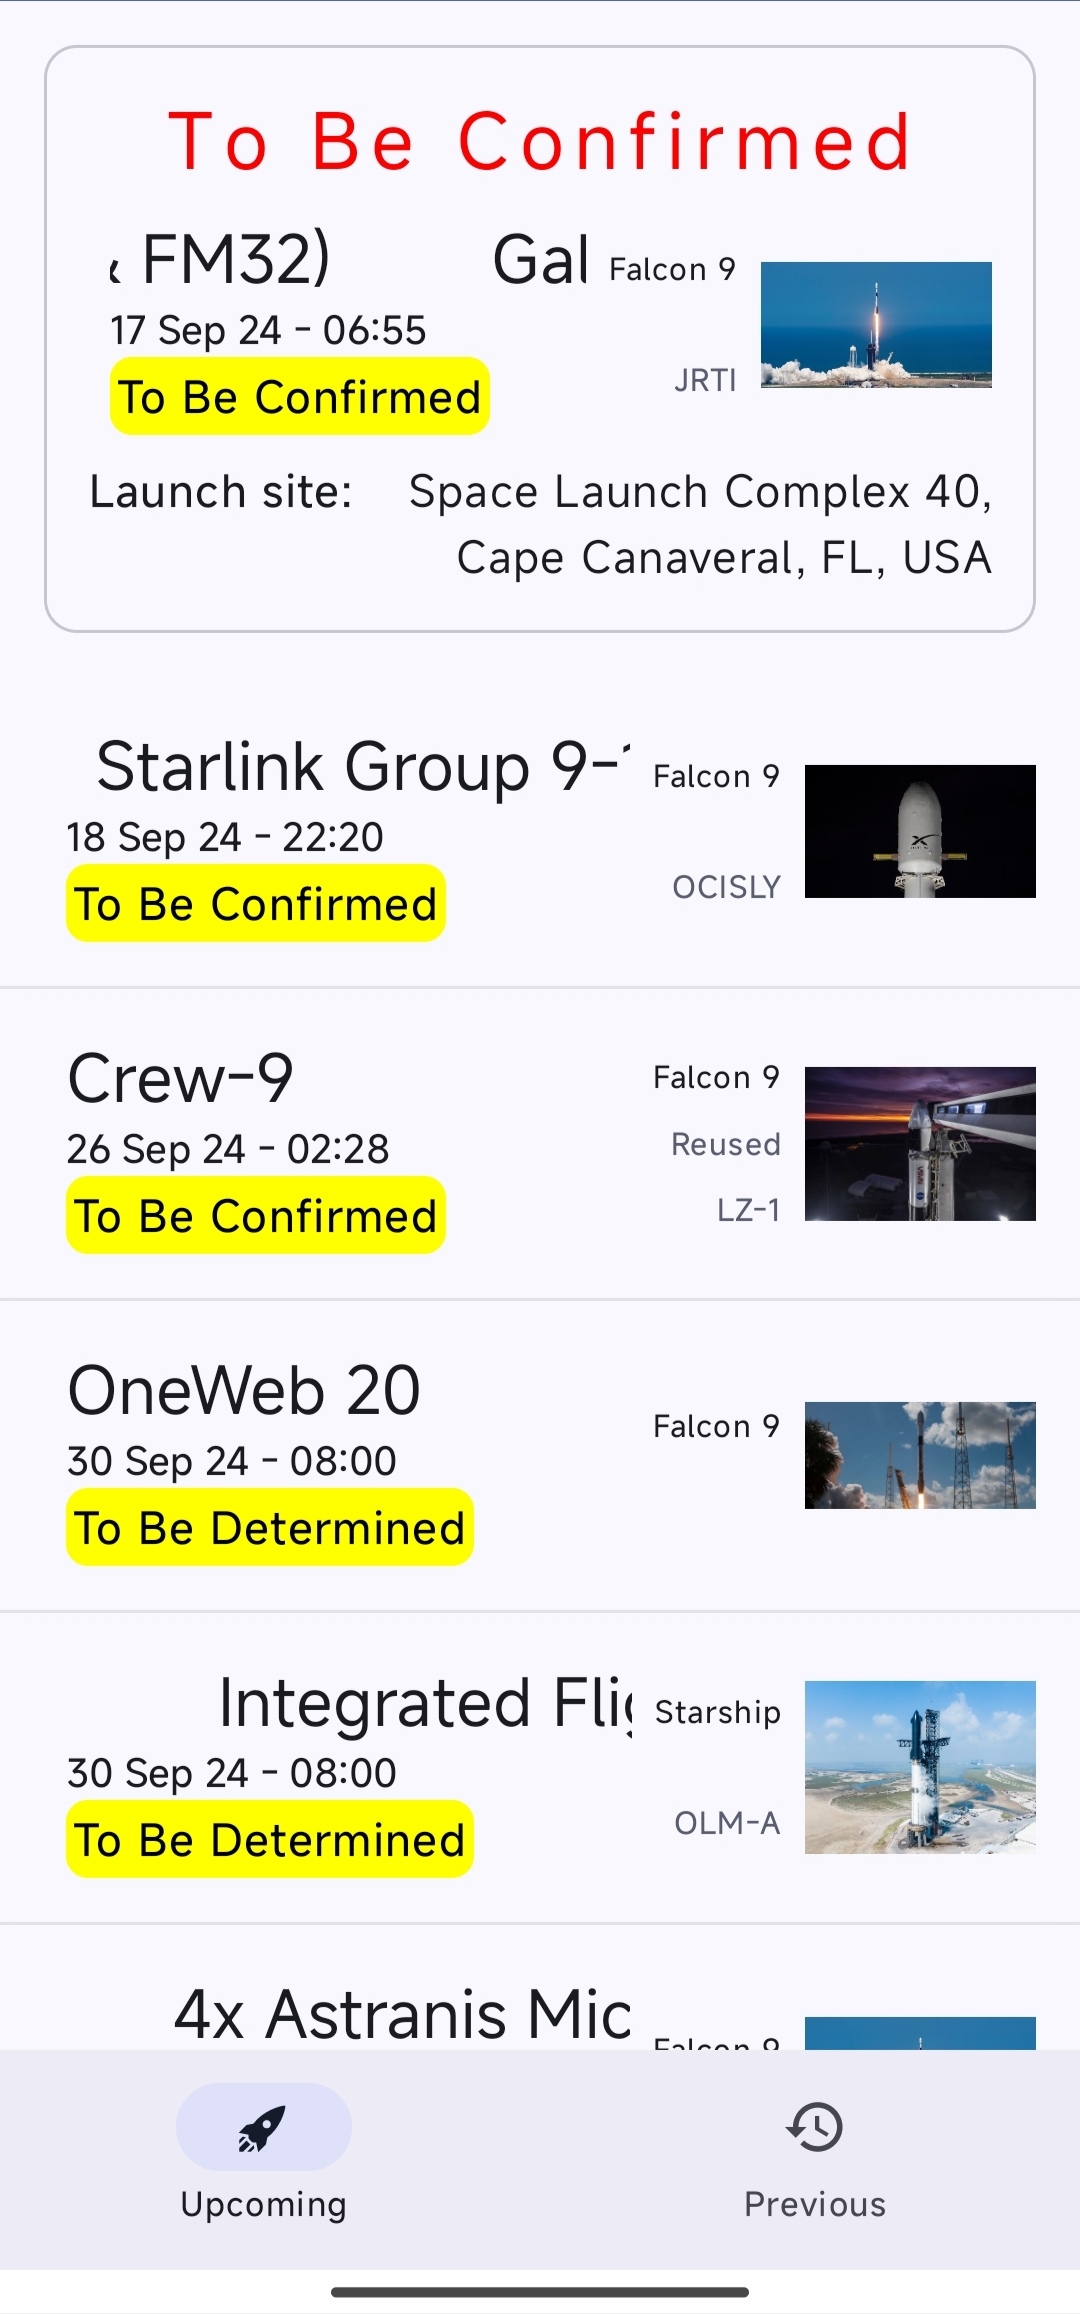 To Be Confirmed
FM32) Gal
Falcon 9
17 Sep 24 - 06:55
JRTI
To Be Confirmed
Launch site: Space Launch Complex 40,
Cape Canaveral, FL, USA
Starlink Group 9-
Falcon 9
18 Sep 24 - 22:20
OCISLY
To Be Confirmed
Crew-9
Falcon 9
26 Sep 24 - 02:28
Reused
To Be Confirmed
LZ-1
OneWeb 20
Falcon 9
30 Sep 24 - 08:00
To Be Determined
Integrated Fli
Starship
30 Sep 24 - 08:00
OLM-A
To Be Determined
4x Astranis Mic
Falcon 9
Upcoming
Previous